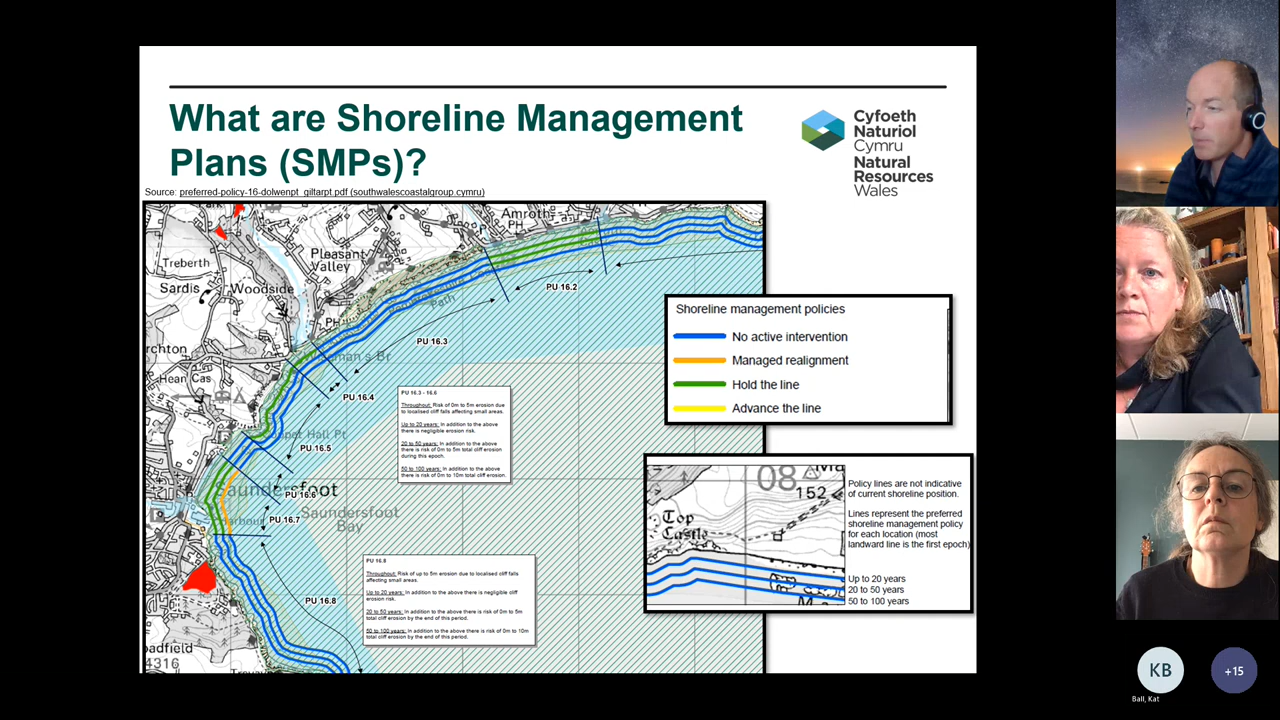 What are Shoreline Management
Plans (SMPs)?
Cyfoeth
Naturiol
Cymru
Natural
Resources
Wales
Source: preferred-policy-16-dolwenpt_giltarpt.pdf (southwalescoastalgroup.cymru)
Amroth
PH
Pleasant
Valley
Treberth
Sardis
Woodside
PH
Path
PU 16.2
PU 16.3
rchton
Hean Cas
PU 16.4
PU 16.5
PU 16.6
Saundersfoot
Saundersfoot
Bay
Harbour
PU 16.7
PU 16.8
adfield
4316
PU 16.3 - 16.6
Throughout: Risk of 0m to 5m erosion due
to localised cliff falls affecting small areas.
Up to 20 years: In addition to the above
there is negligible erosion risk.
20 to 50 years: In addition to the above
there is risk of 0m to 5m total cliff erosion
during this epoch.
50 to 100 years: In addition to the above
there is risk of 0m to 10m total cliff erosion.
PU 16.8
Throughout: Risk of up to 5m erosion due to localised cliff falls
affecting small areas.
Up to 20 years: In addition to the above there is negligible cliff
erosion risk.
20 to 50 years: In addition to the above there is risk of 0m to 5m
total cliff erosion by the end of this period.
50 to 100 years: In addition to the above there is risk of 0m to 10m
total cliff erosion by the end of this period.
Shoreline management policies
No active intervention
Managed realignment
Hold the line
Advance the line
08
152
Top
Castle
Policy lines are not indicative
of current shoreline position.
Lines represent the preferred
shoreline management policy
for each location (most
landward line is the first epoch)
Up to 20 years
20 to 50 years
50 to 100 years
KB
+15
Ball, Kat